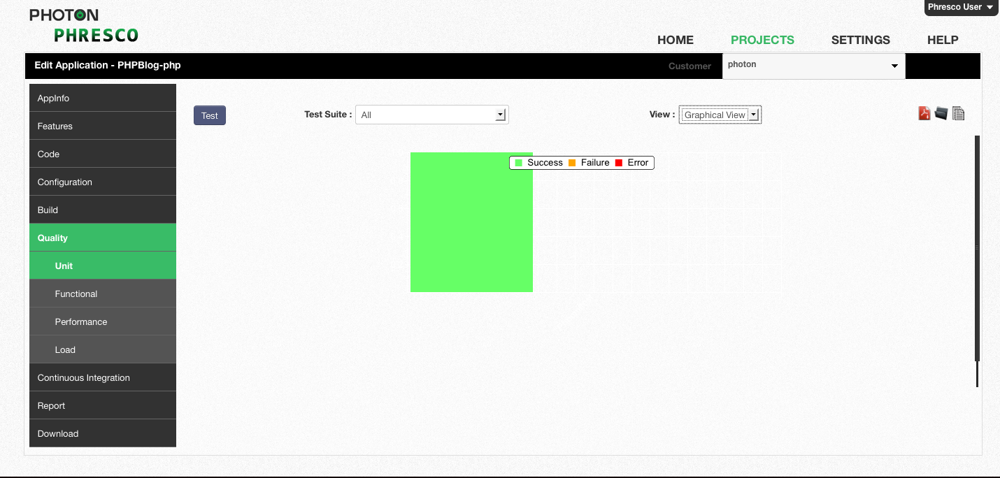 PHOTON
PHRESCO
Phresco User
HOME PROJECTS SETTINGS HELP
Edit Application - PHPBlog-php
Customer photon
AppInfo
Features
Code
Configuration
Build
Quality
Unit
Functional
Performance
Load
Continuous Integration
Report
Download
Test
Test Suite : All
View : Graphical View
Success Failure Error